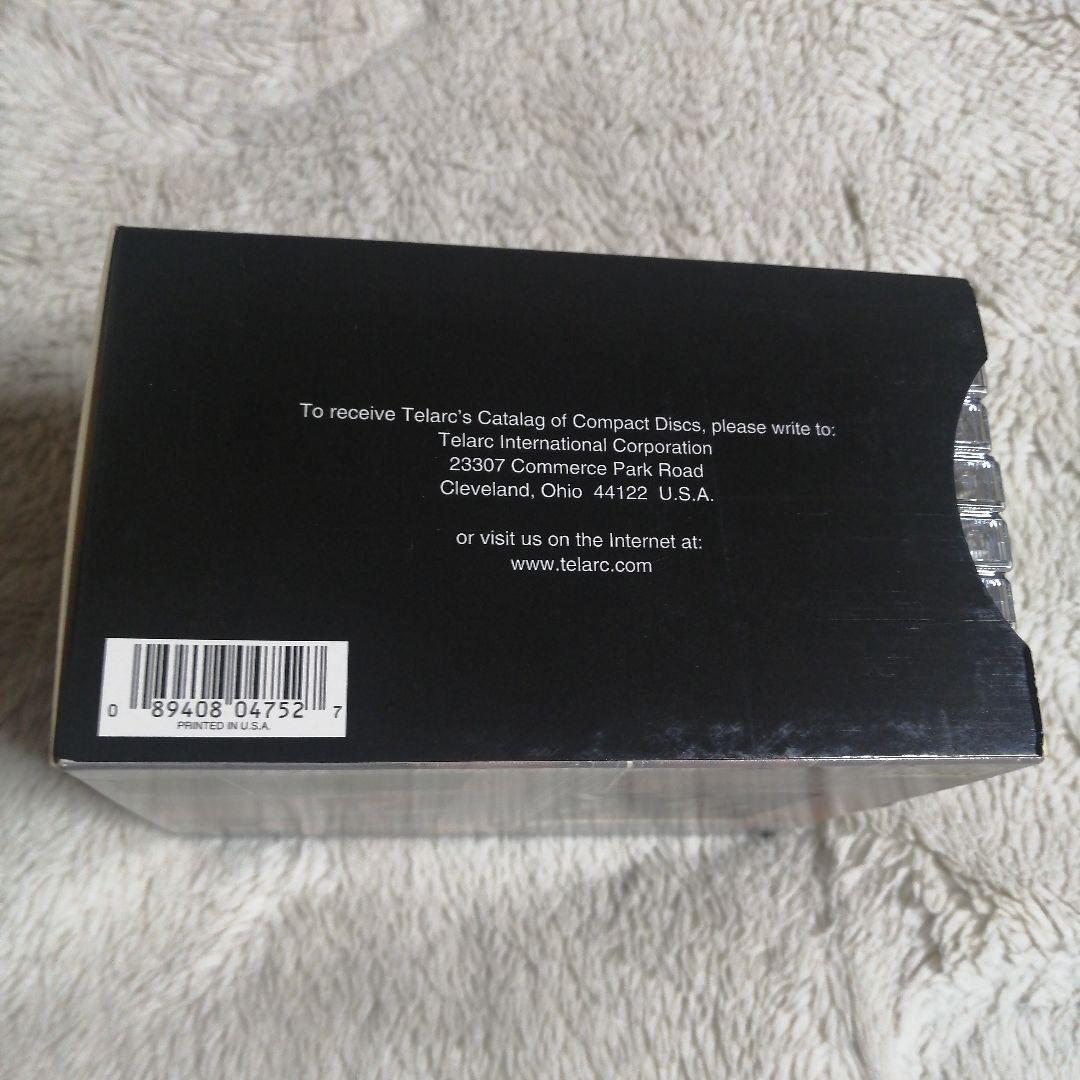 To receive Telarc's Catalag of Compact Discs, please write to:
Telarc International Corporation
23307 Commerce Park Road
Cleveland, Ohio 44122 U.S.A.
or visit us on the Internet at:
www.telarc.com
0 89408 04752 7
PRINTED IN U.S.A.